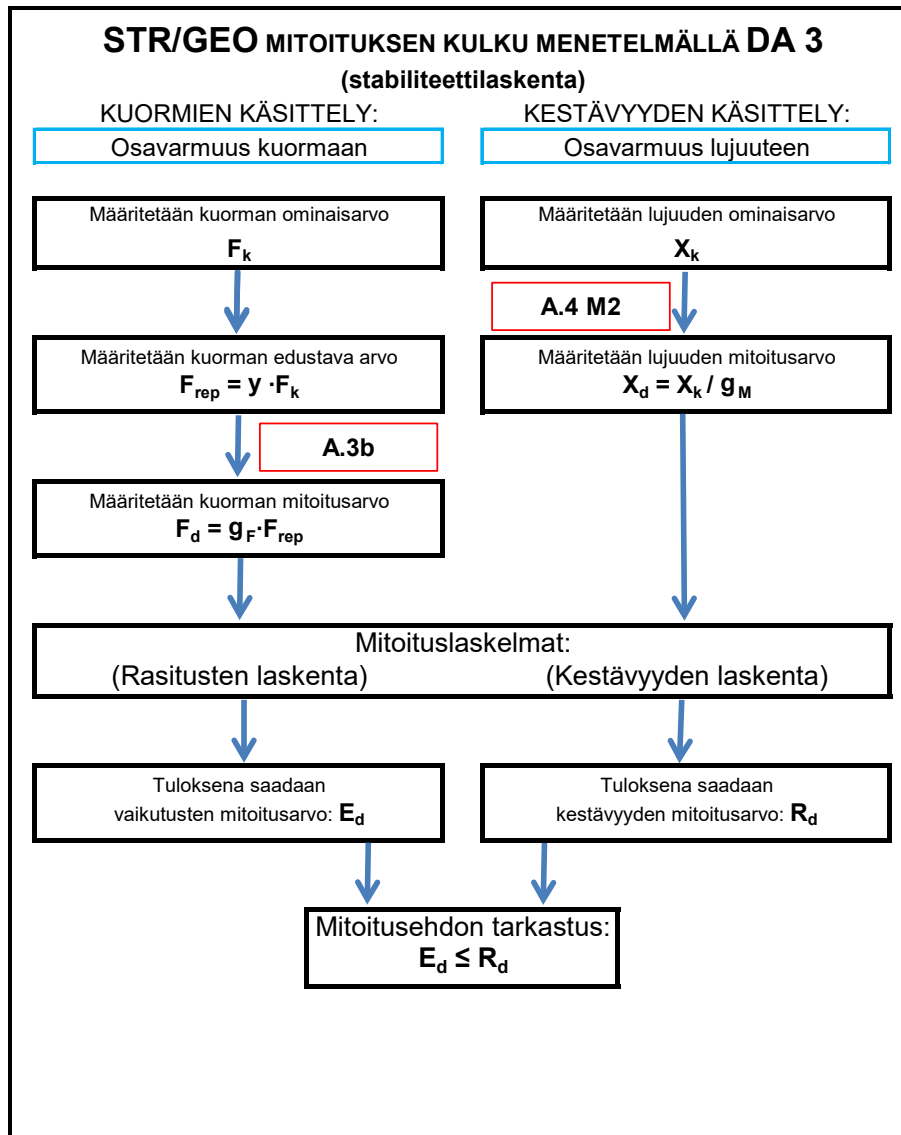 STR/GEO MITOITUKSEN KULKU MENETELMÄLLÄ DA 3
(stabiliteettilaskenta)
KUORMIEN KÄSITTELY:
Osavarmuus kuormaan
KESTÄVYYDEN KÄSITTELY:
Osavarmuus lujuuteen
Määritetään kuorman ominaisarvo
Fk
Määritetään lujuuden ominaisarvo
Xk
A.4 M2
Määritetään kuorman edustava arvo
Frep = y ·Fk
Määritetään lujuuden mitoitusarvo
Xd = Xk / gM
A.3b
Määritetään kuorman mitoitusarvo
Fd = gF·Frep
Mitoituslaskelmat:
(Rasitusten laskenta) (Kestävyyden laskenta)
Tuloksena saadaan
vaikutusten mitoitusarvo: Ed
Tuloksena saadaan
kestävyyden mitoitusarvo: Rd
Mitoitusehdon tarkastus:
Ed ≤ Rd